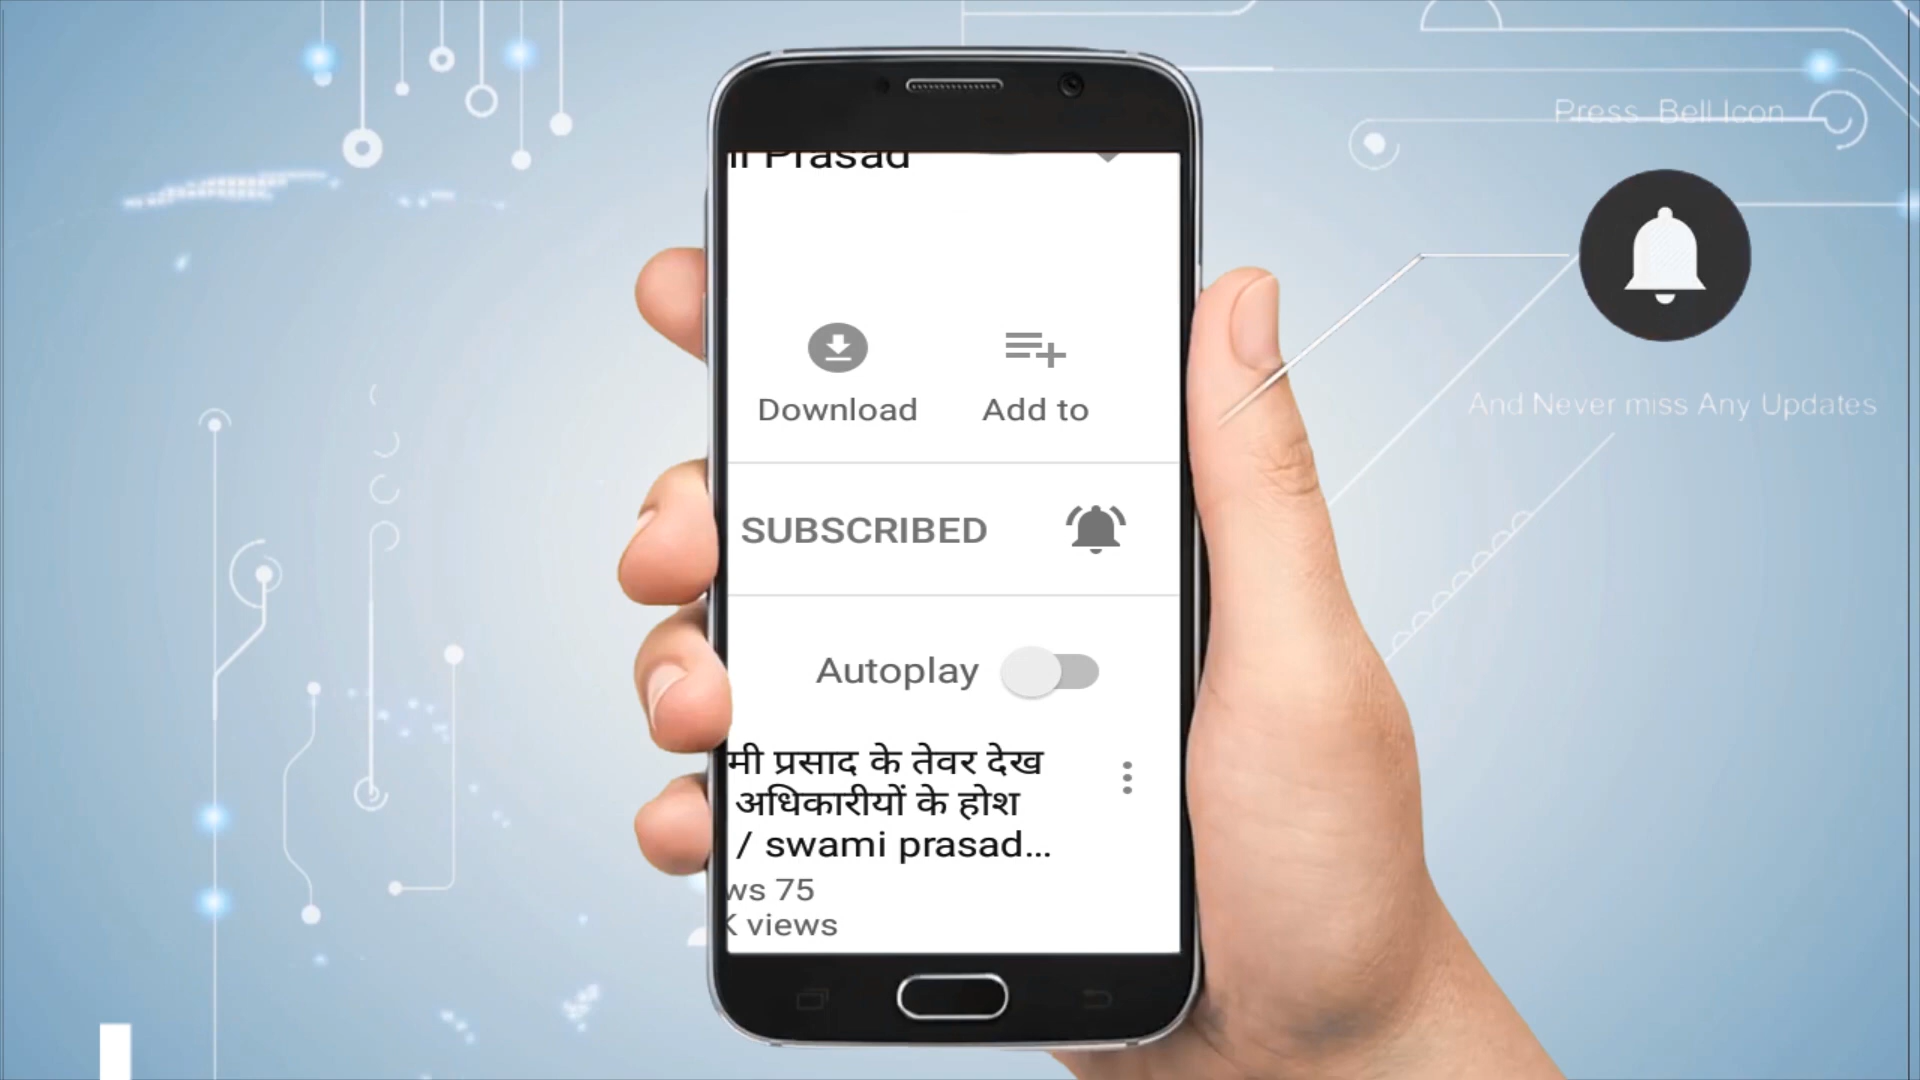 Prasad
Press Bell Icon
Download
Add to
And Never miss Any Updates
SUBSCRIBED
Autoplay
मी प्रसाद के तेवर देख
अधिकारीयों के होश
/ swami prasad...
ws 75
K views